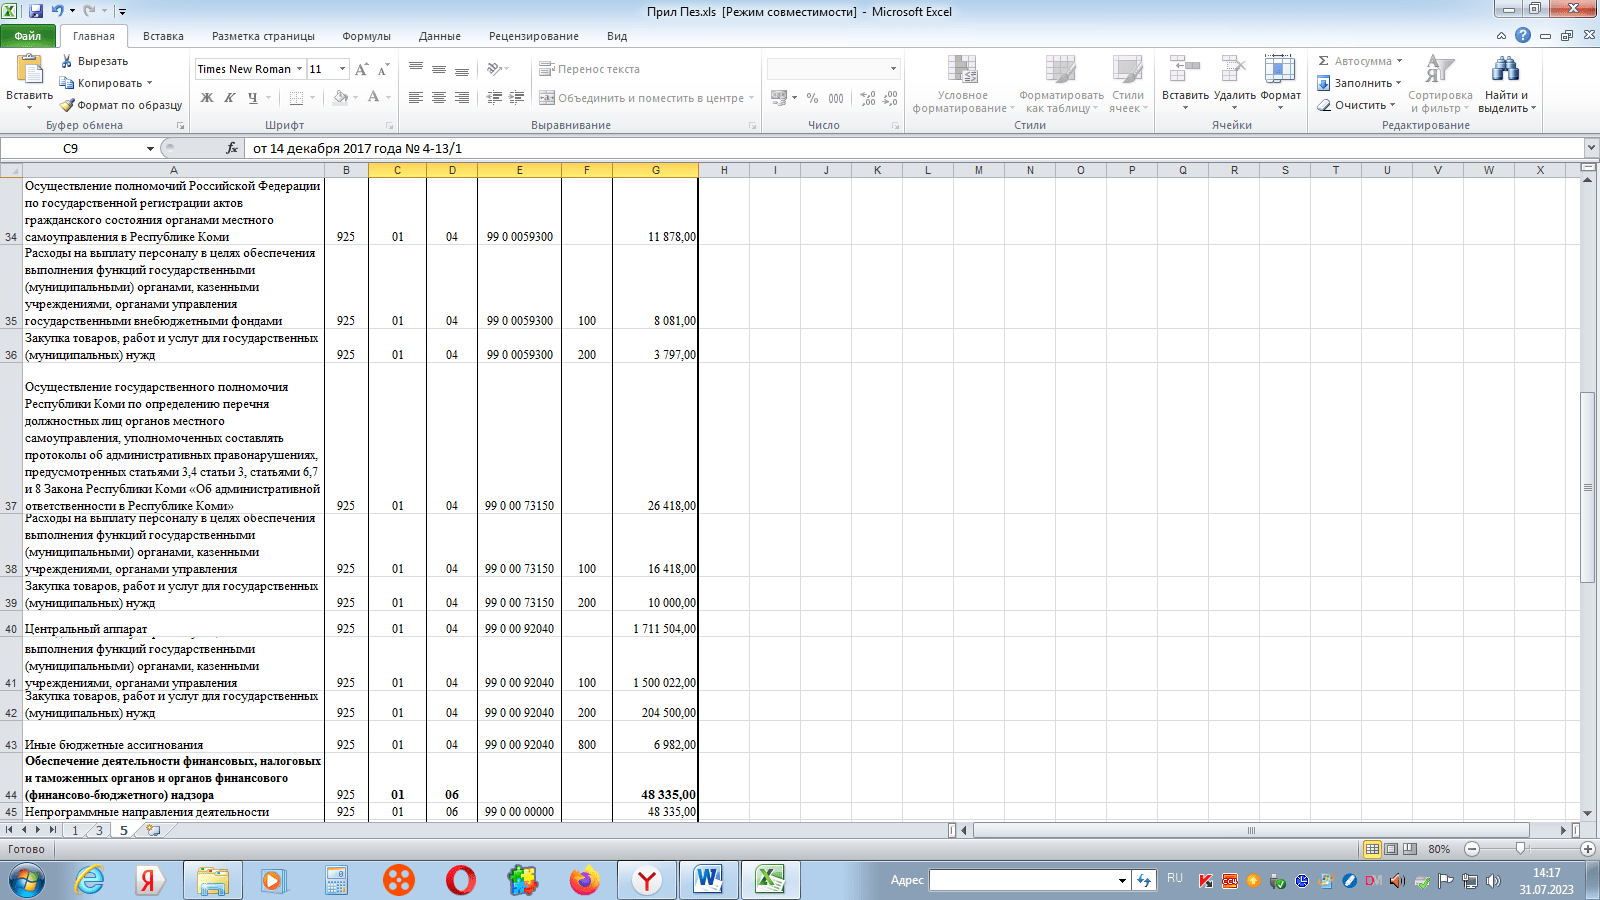 Прил Пез.xls  [Режим совместимости]  -  Microsoft Excel
Файл Главная Вставка Разметка страницы Формулы Данные Рецензирование Вид
Вставить
Вырезать
Копировать
Формат по образцу
Буфер обмена
Times New Roman 11
Ж К Ч
Шрифт
Перенос текста
Объединить и поместить в центре
Выравнивание
% 000
Число
Условное форматирование
Форматировать как таблицу
Стили ячеек
Стили
Вставить Удалить Формат
Ячейки
Σ Автосумма
Заполнить
Очистить
Сортировка и фильтр
Найти и выделить
Редактирование
C9 fx от 14 декабря 2017 года № 4-13/1
A B C D E F G H I J K L M N O P Q R S T U V W X
Осуществление полномочий Российской Федерации
по государственной регистрации актов
гражданского состояния органами местного
34 самоуправления в Республике Коми 925 01 04 99 0 0059300 11 878,00
Расходы на выплату персоналу в целях обеспечения
выполнения функций государственными
(муниципальными) органами, казенными
учреждениями, органами управления
35 государственными внебюджетными фондами 925 01 04 99 0 0059300 100 8 081,00
Закупка товаров, работ и услуг для государственных
36 (муниципальных) нужд 925 01 04 99 0 0059300 200 3 797,00
Осуществление государственного полномочия
Республики Коми по определению перечня
должностных лиц органов местного
самоуправления, уполномоченных составлять
протоколы об административных правонарушениях,
предусмотренных статьями 3,4 статьи 3, статьями 6,7
и 8 Закона Республики Коми «Об административной
37 ответственности в Республике Коми» 925 01 04 99 0 00 73150 26 418,00
Расходы на выплату персоналу в целях обеспечения
выполнения функций государственными
(муниципальными) органами, казенными
38 учреждениями, органами управления 925 01 04 99 0 00 73150 100 16 418,00
Закупка товаров, работ и услуг для государственных
39 (муниципальных) нужд 925 01 04 99 0 00 73150 200 10 000,00
40 Центральный аппарат 925 01 04 99 0 00 92040 1 711 504,00
выполнения функций государственными
(муниципальными) органами, казенными
41 учреждениями, органами управления 925 01 04 99 0 00 92040 100 1 500 022,00
Закупка товаров, работ и услуг для государственных
42 (муниципальных) нужд 925 01 04 99 0 00 92040 200 204 500,00
43 Иные бюджетные ассигнования 925 01 04 99 0 00 92040 800 6 982,00
Обеспечение деятельности финансовых, налоговых
и таможенных органов и органов финансового
44 (финансово-бюджетного) надзора 925 01 06 48 335,00
45 Непрограммные направления деятельности 925 01 06 99 0 00 00000 48 335,00
1 3 5
Готово 80%
Адрес RU 14:17
31.07.2023